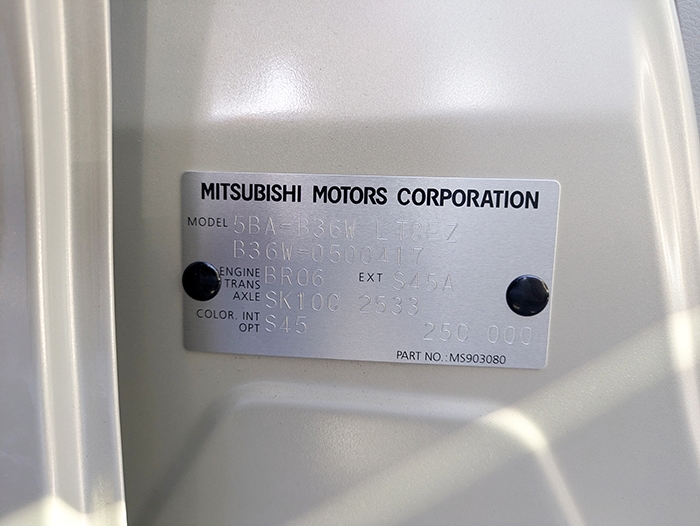 MITSUBISHI MOTORS CORPORATION
MODEL 5BA-B36W
B36W-0500417
ENGINE BR06 EXT S45A
TRANS
AXLE SK10C 2533
COLOR. INT S45 250 000
OPT
PART NO.:MS903080